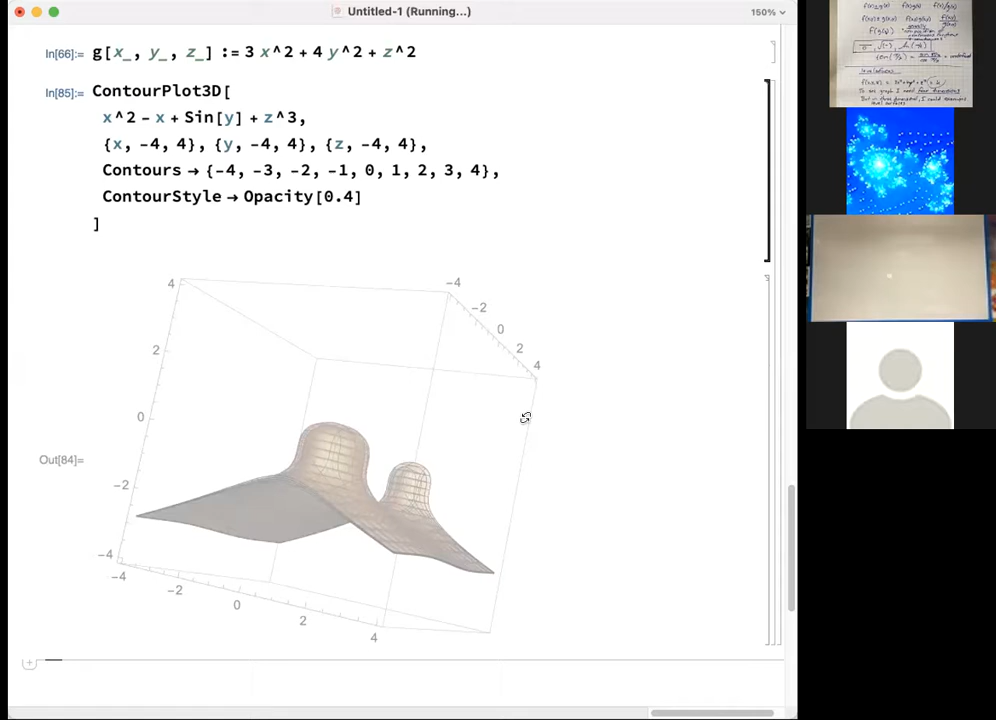 Untitled-1 (Running...)
150%
In[66]:= g[x_, y_, z_] := 3 x^2 + 4 y^2 + z^2
In[85]:= ContourPlot3D[
x^2 - x + Sin[y] + z^3,
{x, -4, 4}, {y, -4, 4}, {z, -4, 4},
Contours → {-4, -3, -2, -1, 0, 1, 2, 3, 4},
ContourStyle → Opacity[0.4]
]
4
-4
-2
0
2
4
2
0
Out[84]=
-2
-4
-4
-2
0
2
4